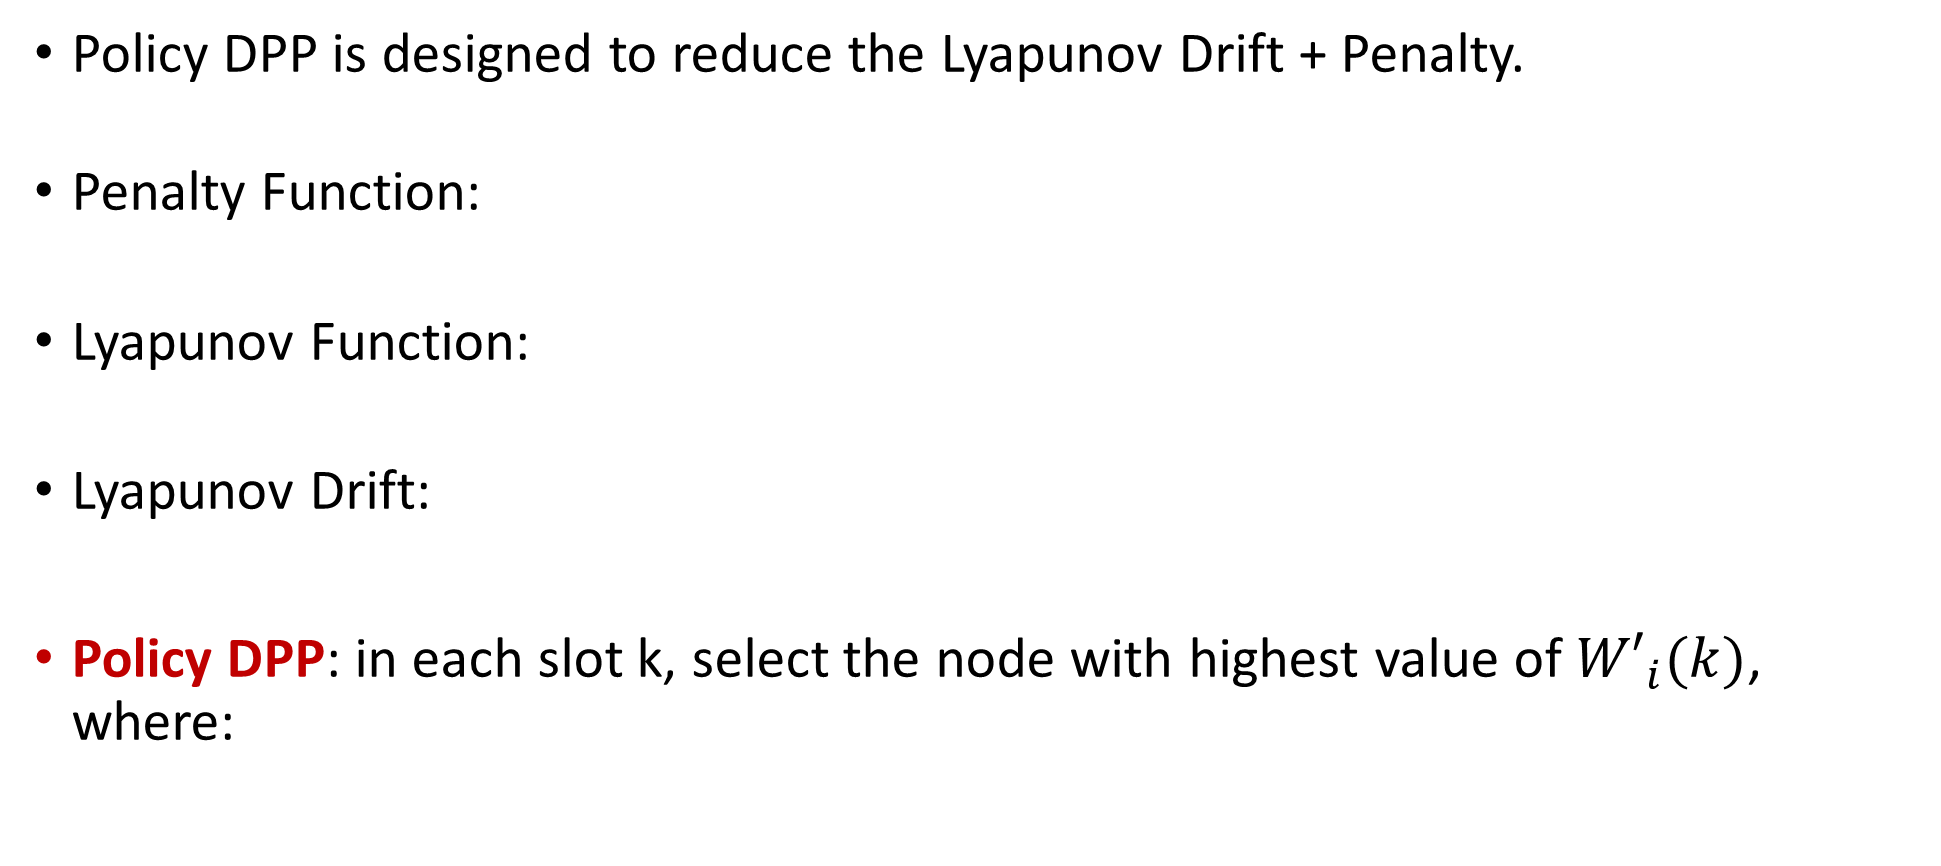 • Policy DPP is designed to reduce the Lyapunov Drift + Penalty.
• Penalty Function:
• Lyapunov Function:
• Lyapunov Drift:
• Policy DPP: in each slot k, select the node with highest value of 𝑊′ᵢ(𝑘),
where: